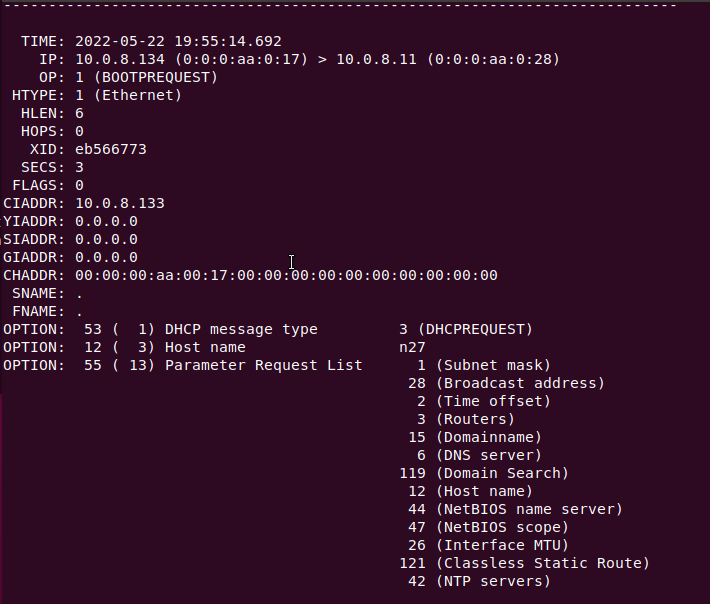 ---------------------------------------------------------------------------
TIME: 2022-05-22 19:55:14.692
IP: 10.0.8.134 (0:0:0:aa:0:17) > 10.0.8.11 (0:0:0:aa:0:28)
OP: 1 (BOOTPREQUEST)
HTYPE: 1 (Ethernet)
HLEN: 6
HOPS: 0
XID: eb566773
SECS: 3
FLAGS: 0
CIADDR: 10.0.8.133
YIADDR: 0.0.0.0
SIADDR: 0.0.0.0
GIADDR: 0.0.0.0
CHADDR: 00:00:00:aa:00:17:00:00:00:00:00:00:00:00:00:00
SNAME: .
FNAME: .
OPTION:  53 (  1) DHCP message type         3 (DHCPREQUEST)
OPTION:  12 (  3) Host name                 n27
OPTION:  55 ( 13) Parameter Request List      1 (Subnet mask)
28 (Broadcast address)
2 (Time offset)
3 (Routers)
15 (Domainname)
6 (DNS server)
119 (Domain Search)
12 (Host name)
44 (NetBIOS name server)
47 (NetBIOS scope)
26 (Interface MTU)
121 (Classless Static Route)
42 (NTP servers)